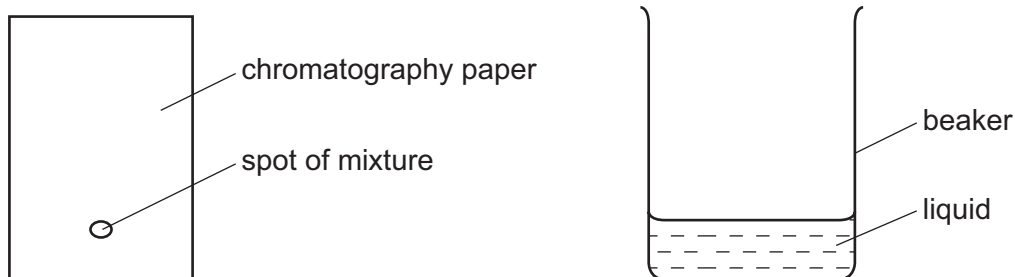 chromatography paper
spot of mixture
beaker
liquid